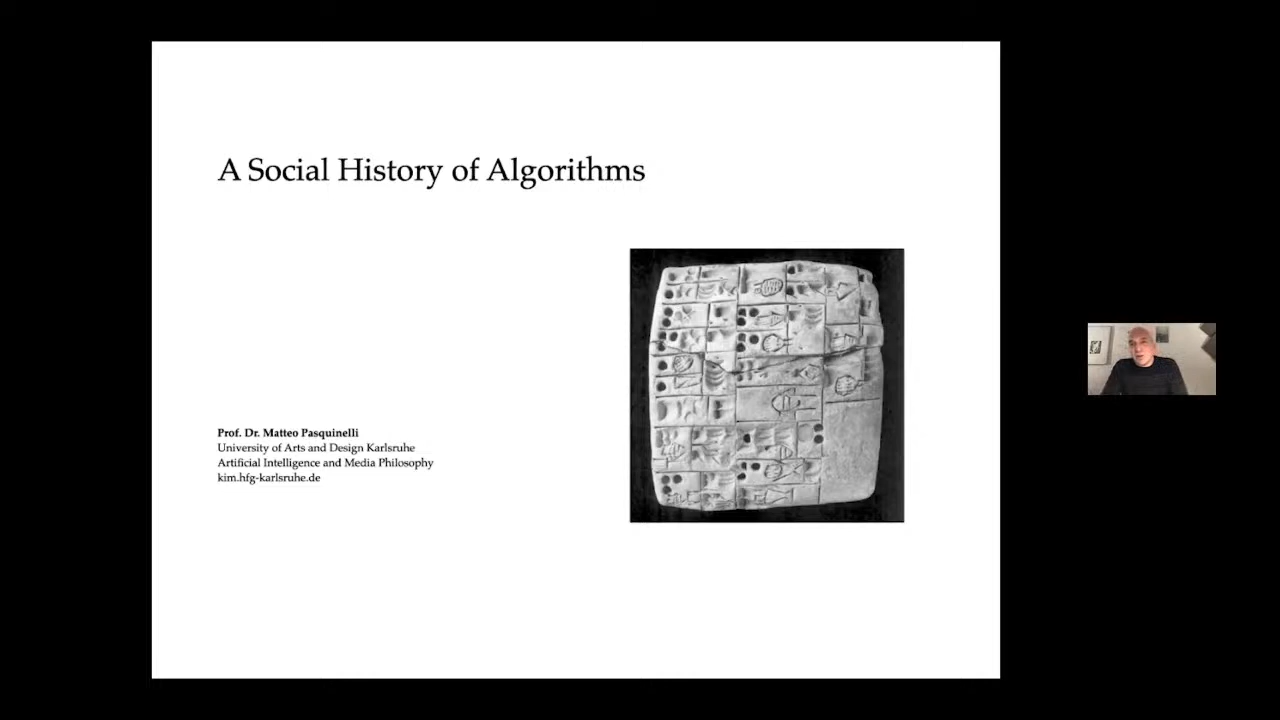 A Social History of Algorithms
Prof. Dr. Matteo Pasquinelli
University of Arts and Design Karlsruhe
Artificial Intelligence and Media Philosophy
kim.hfg-karlsruhe.de